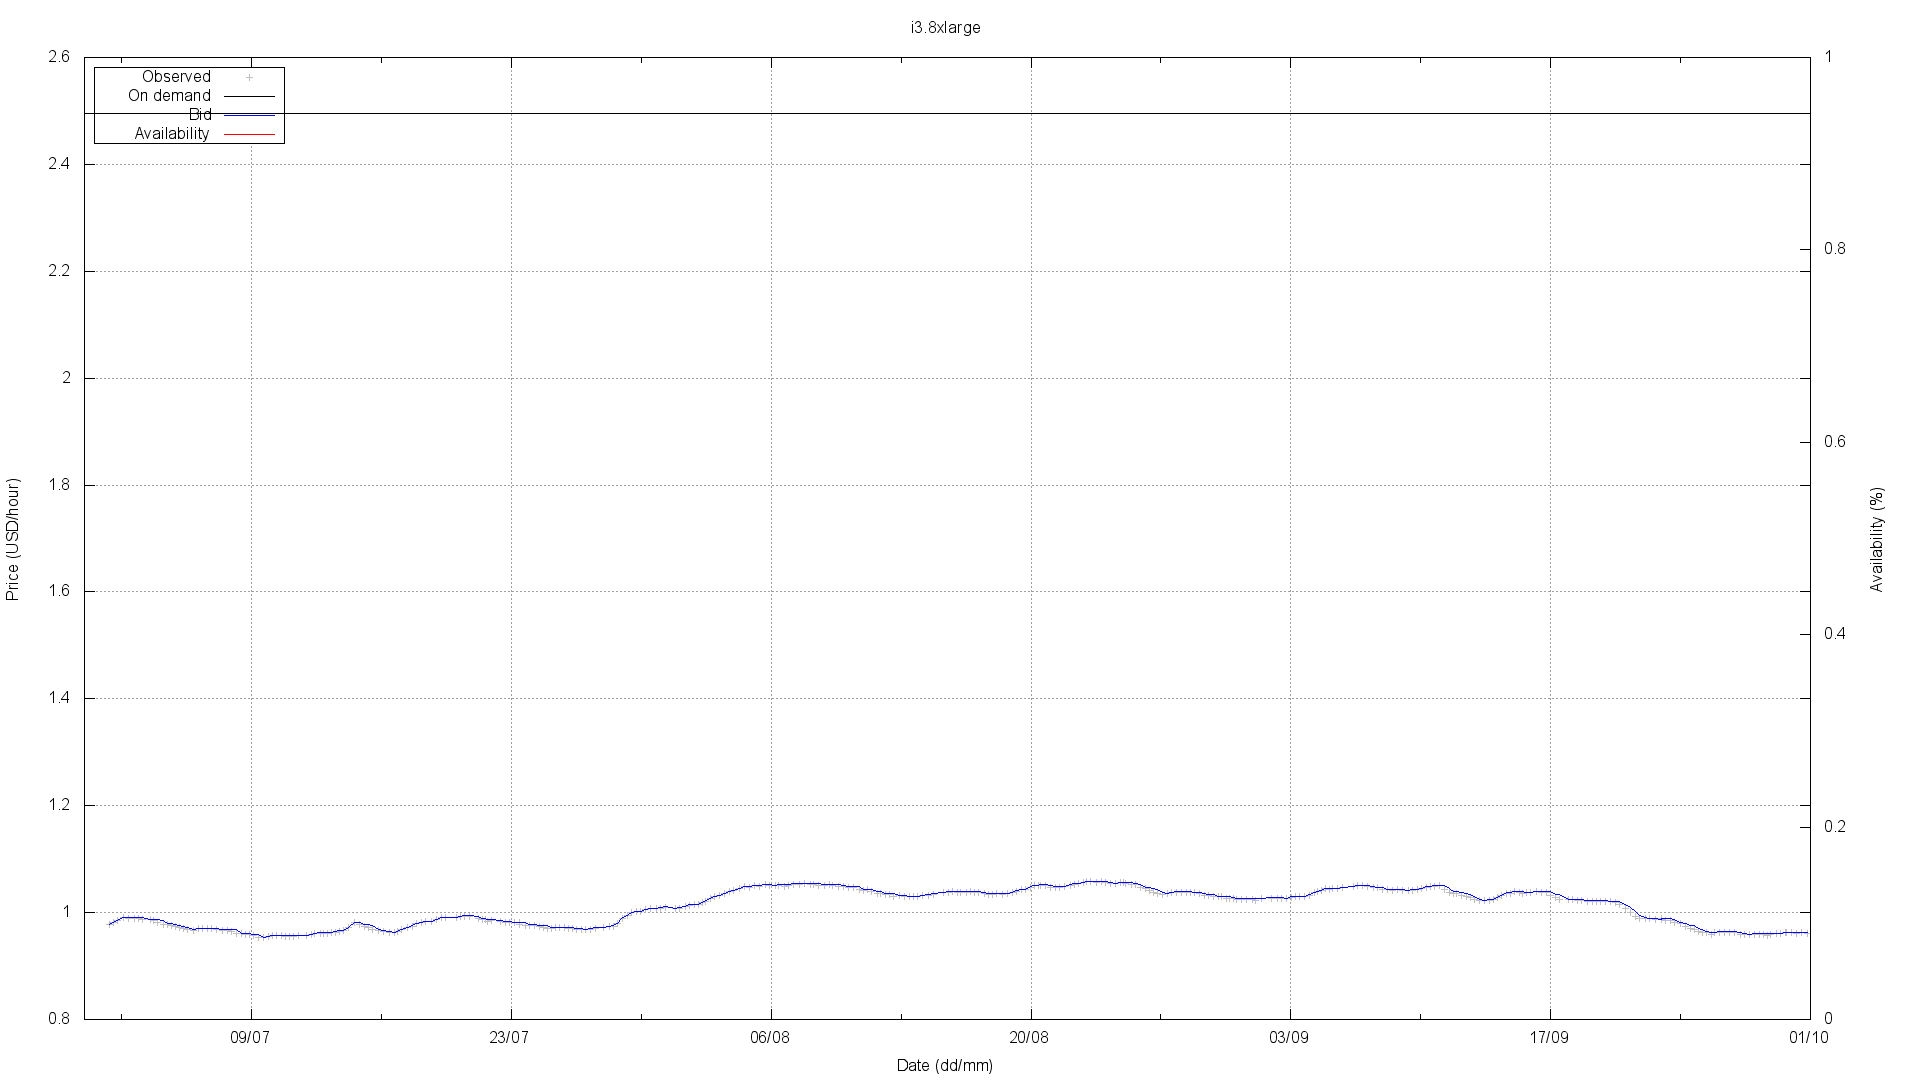 i3.8xlarge
2.6
2.4
2.2
2
1.8
1.6
1.4
1.2
1
0.8
1
0.8
0.6
0.4
0.2
0
Observed
On demand
Bid
Availability
Price (USD/hour)
Availability (%)
09/07
23/07
06/08
20/08
03/09
17/09
01/10
Date (dd/mm)